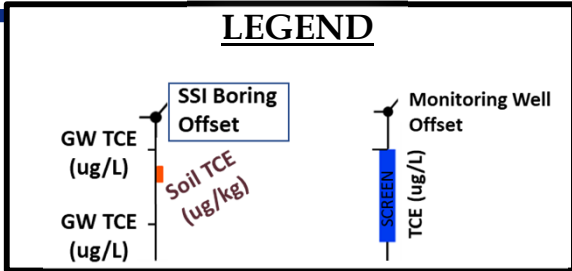 LEGEND
SSI Boring
Offset
GW TCE
(ug/L)
Soil TCE
(ug/kg)
GW TCE
(ug/L)
Monitoring Well
Offset
SCREEN
TCE (ug/L)